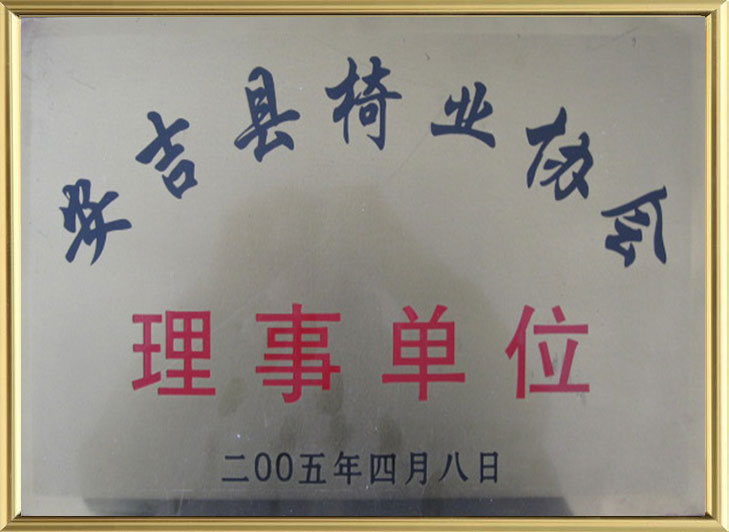 安吉县椅业协会
理事单位
二00五年四月八日